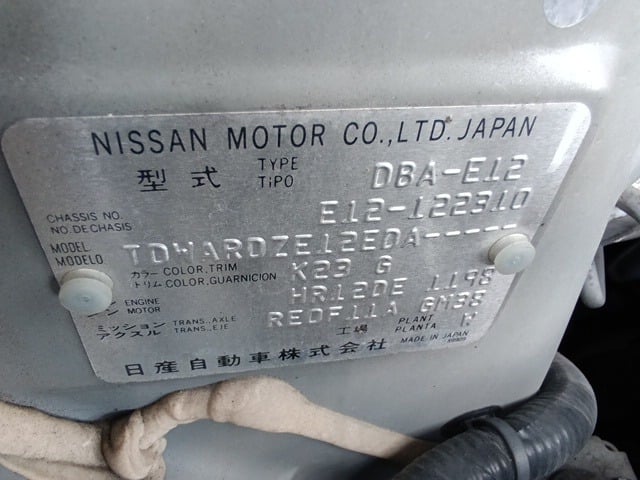 NISSAN MOTOR CO.,LTD. JAPAN
型式 TYPE TIPO DBA-E12
CHASSIS NO. NO.DE CHASIS E12-122310
MODEL MODELO TDWARDZE12EDA-----
カラー トリム COLOR,TRIM COLOR,GUARNICION K23 G
ENGINE MOTOR HR12DE 1198
ミッション アクスル TRANS.,AXLE TRANS.,EJE RE0F11A GM38
工場 PLANT PLANTA
日産自動車株式会社 MADE IN JAPAN